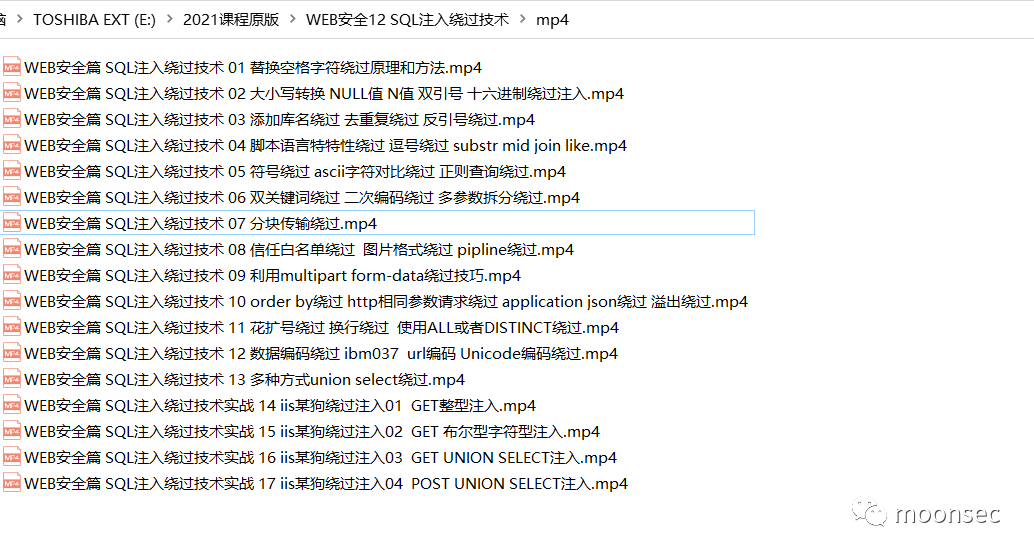 TOSHIBA EXT (E:) > 2021课程原版 > WEB安全12 SQL注入绕过技术 > mp4
WEB安全篇 SQL注入绕过技术 01 替换空格字符绕过原理和方法.mp4
WEB安全篇 SQL注入绕过技术 02 大小写转换 NULL值 N值 双引号 十六进制绕过注入.mp4
WEB安全篇 SQL注入绕过技术 03 添加库名绕过 去重复绕过 反引号绕过.mp4
WEB安全篇 SQL注入绕过技术 04 脚本语言特特性绕过 逗号绕过 substr mid join like.mp4
WEB安全篇 SQL注入绕过技术 05 符号绕过 ascii字符对比绕过 正则查询绕过.mp4
WEB安全篇 SQL注入绕过技术 06 双关键词绕过 二次编码绕过 多参数拆分绕过.mp4
WEB安全篇 SQL注入绕过技术 07 分块传输绕过.mp4
WEB安全篇 SQL注入绕过技术 08 信任白名单绕过 图片格式绕过 pipline绕过.mp4
WEB安全篇 SQL注入绕过技术 09 利用multipart form-data绕过技巧.mp4
WEB安全篇 SQL注入绕过技术 10 order by绕过 http相同参数请求绕过 application json绕过 溢出绕过.mp4
WEB安全篇 SQL注入绕过技术 11 花扩号绕过 换行绕过 使用ALL或者DISTINCT绕过.mp4
WEB安全篇 SQL注入绕过技术 12 数据编码绕过 ibm037 url编码 Unicode编码绕过.mp4
WEB安全篇 SQL注入绕过技术 13 多种方式union select绕过.mp4
WEB安全篇 SQL注入绕过技术实战 14 iis某狗绕过注入01 GET整型注入.mp4
WEB安全篇 SQL注入绕过技术实战 15 iis某狗绕过注入02 GET 布尔型字符型注入.mp4
WEB安全篇 SQL注入绕过技术实战 16 iis某狗绕过注入03 GET UNION SELECT注入.mp4
WEB安全篇 SQL注入绕过技术实战 17 iis某狗绕过注入04 POST UNION SELECT注入.mp4
moonsec